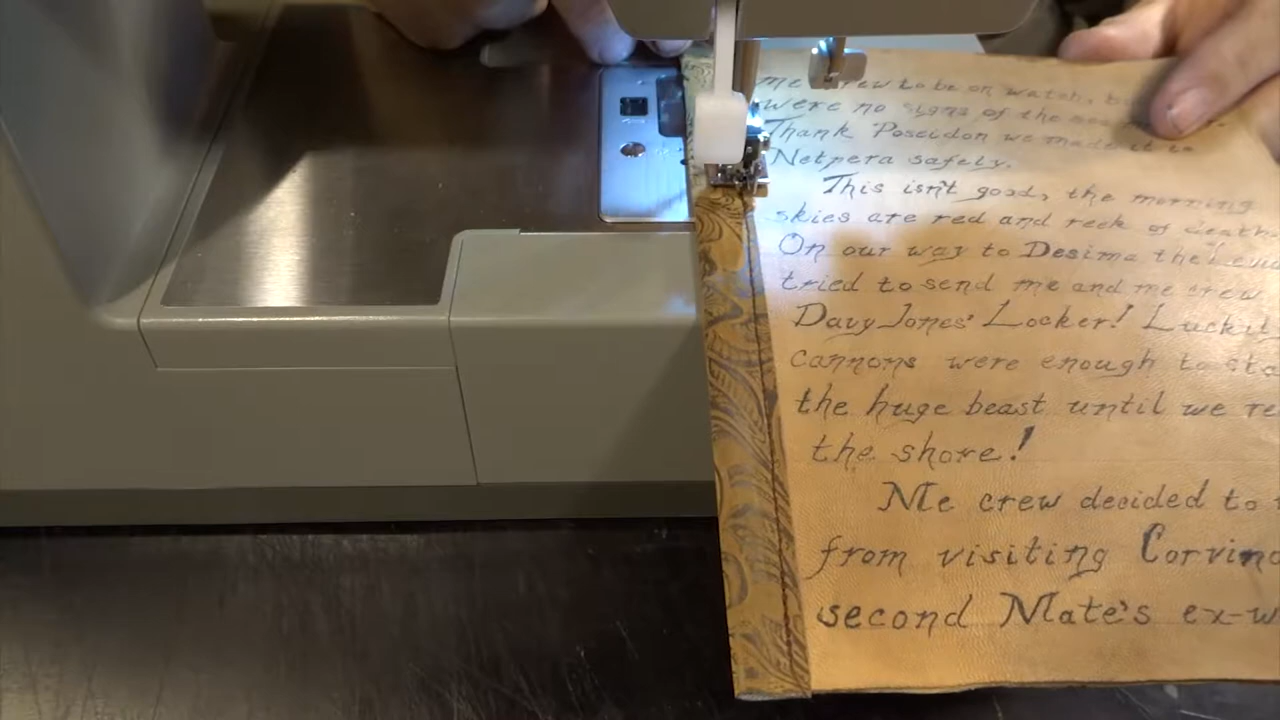 me crew to be on watch, b
were no signs of the
Thank Poseidon we made it to
Netpera safely.
This isn't good, the morning
skies are red and reek of death
On our way to Desima the
tried to send me and me crew
Davy Jones' Locker! Luckil
cannons were enough to sta
the huge beast until we re
the shore!
Me crew decided to
from visiting Corvin
second Mate's ex-w